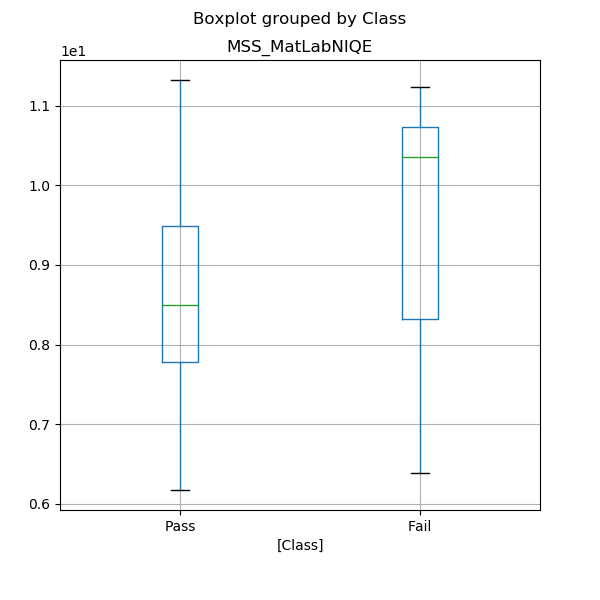 Boxplot grouped by Class
MSS_MatLabNIQE
1e1
1.1
1.0
0.9
0.8
0.7
0.6
Pass Fail
[Class]